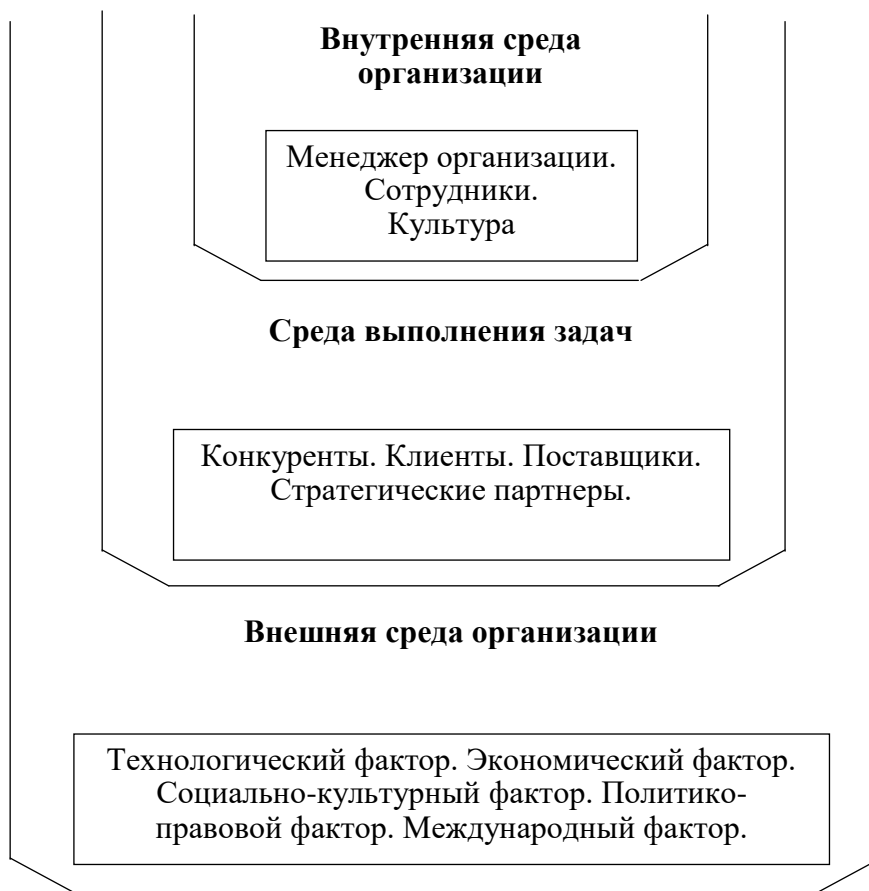 Внутренняя среда
организации
Менеджер организации.
Сотрудники.
Культура
Среда выполнения задач
Конкуренты. Клиенты. Поставщики.
Стратегические партнеры.
Внешняя среда организации
Технологический фактор. Экономический фактор.
Социально-культурный фактор. Политико-
правовой фактор. Международный фактор.